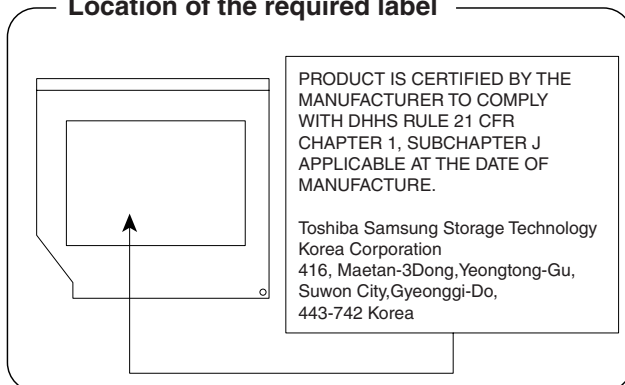 Location of the required label
PRODUCT IS CERTIFIED BY THE
MANUFACTURER TO COMPLY
WITH DHHS RULE 21 CFR
CHAPTER 1, SUBCHAPTER J
APPLICABLE AT THE DATE OF
MANUFACTURE.
Toshiba Samsung Storage Technology
Korea Corporation
416, Maetan-3Dong,Yeongtong-Gu,
Suwon City,Gyeonggi-Do,
443-742 Korea